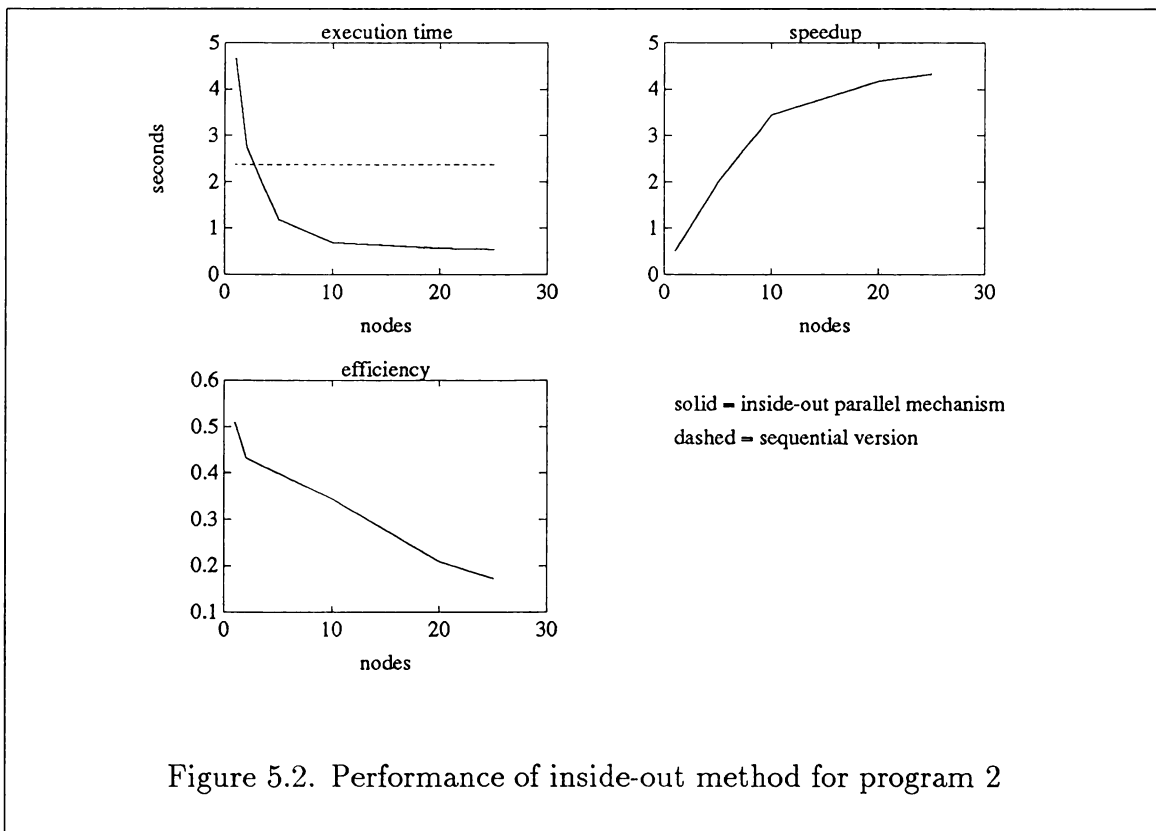 execution time
5
4
3
2
1
0
seconds
0 10 20 30
nodes
speedup
5
4
3
2
1
0
0 10 20 30
nodes
efficiency
0.6
0.5
0.4
0.3
0.2
0.1
0 10 20 30
nodes
solid = inside-out parallel mechanism
dashed = sequential version
Figure 5.2. Performance of inside-out method for program 2